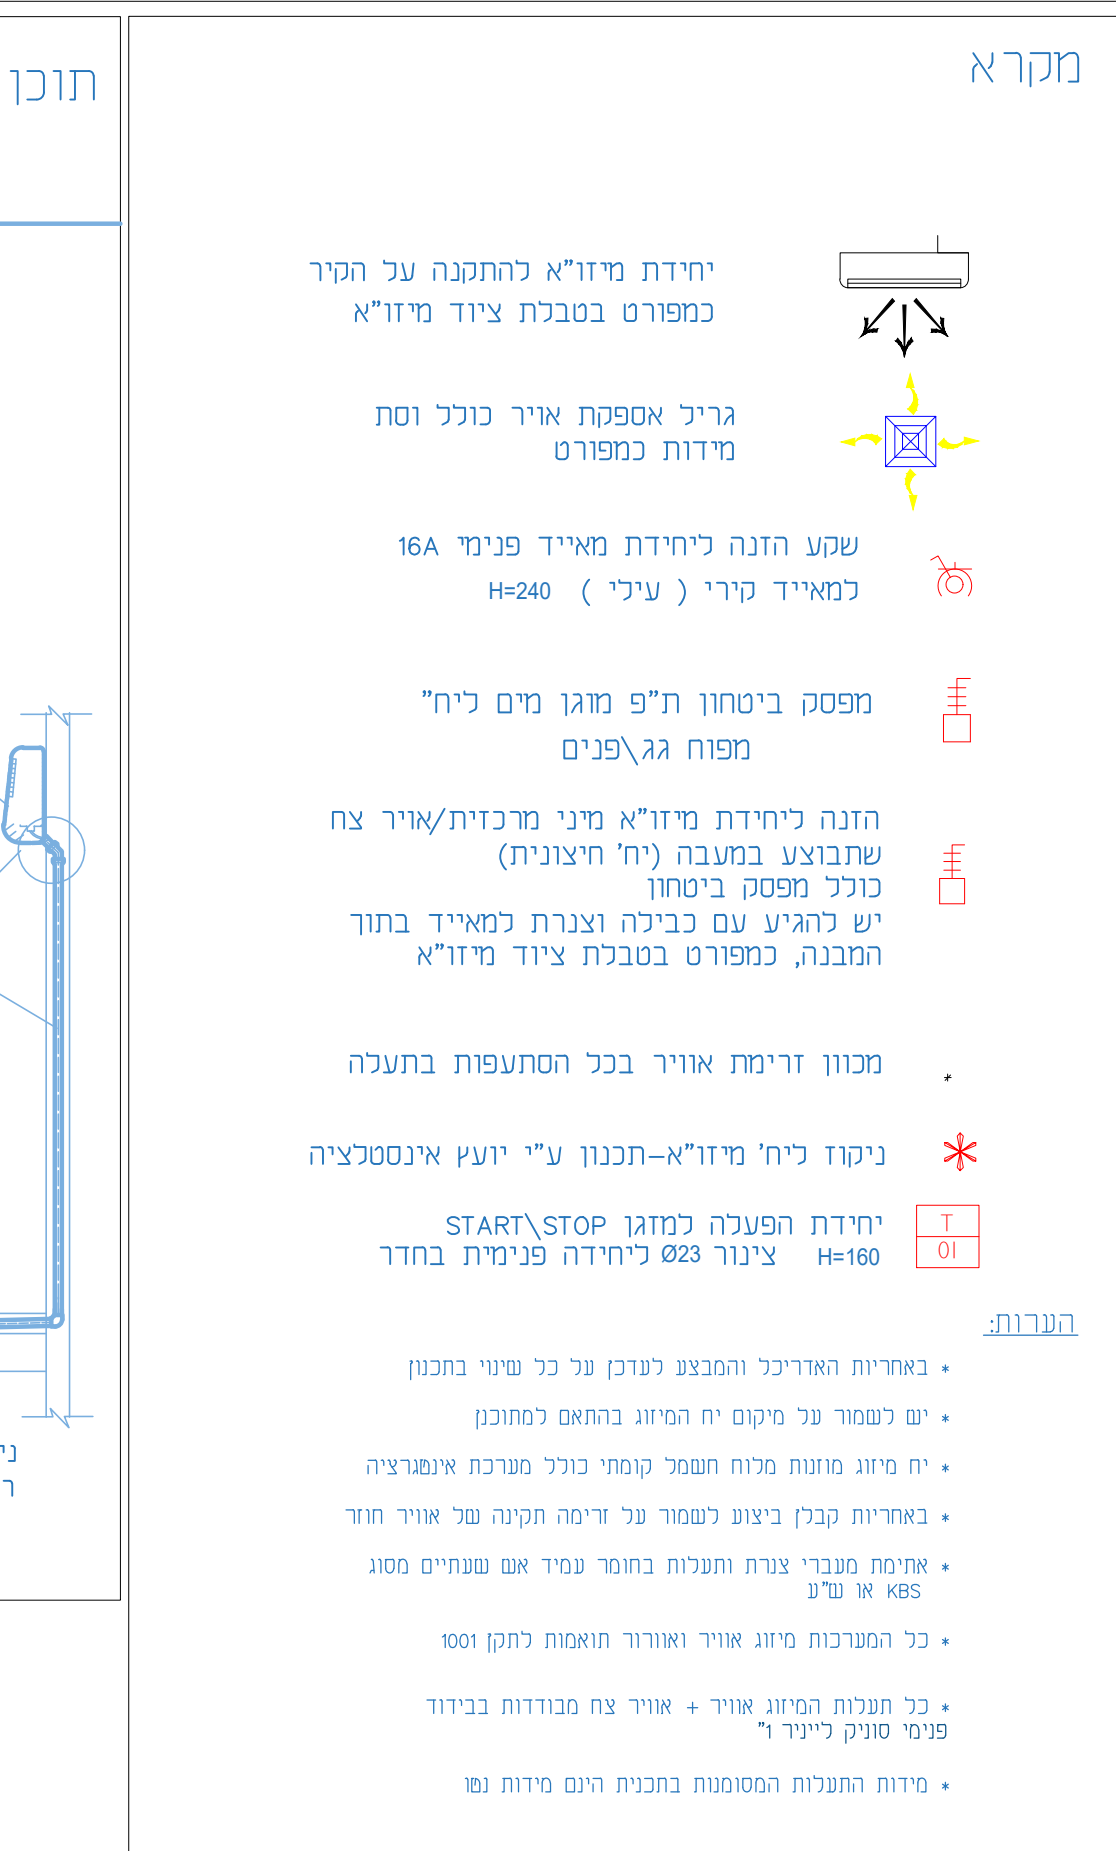 מקרא
תוכן
יחידת מיזו"א להתקנה על הקיר
כמפורט בטבלת ציוד מיזו"א
גריל אספקת אויר כולל וסת
מידות כמפורט
שקע הזנה ליחידת מאייד פנימי 16A
למאייד קירי ( עילי ) H=240
מפסק ביטחון ת"פ מוגן מים ליח"
מפוח גג\פנים
הזנה ליחידת מיזו"א מיני מרכזית/אויר צח
שתבוצע במעבה (יח' חיצונית)
כולל מפסק ביטחון
יש להגיע עם כבילה וצנרת למאייד בתוך
המבנה, כמפורט בטבלת ציוד מיזו"א
מכוון זרימת אוויר בכל הסתעפות בתעלה
*
ניקוז ליח' מיזו"א-תכנון ע"י יועץ אינסטלציה
יחידת הפעלה למזגן START\STOP
H=160 צינור Ø23 ליחידה פנימית בחדר
T
OI
הערות:
* באחריות האדריכל והמבצע לעדכן על כל שינוי בתכנון
* יש לשמור על מיקום יח המיזוג בהתאם למתוכנן
* יח מיזוג מוזנות מלוח חשמל קומתי כולל מערכת אינטגרציה
* באחריות קבלן ביצוע לשמור על זרימה תקינה של אוויר חוזר
* אתימת מעברי צנרת ותעלות בחומר עמיד אש שעתיים מסוג
KBS או ש"ע
* כל המערכות מיזוג אוויר ואוורור תואמות לתקן 1001
* כל תעלות המיזוג אוויר + אוויר צח מבודדות בבידוד
פנימי סוניק לייניר 1"
* מידות התעלות המסומנות בתכנית הינם מידות נטו